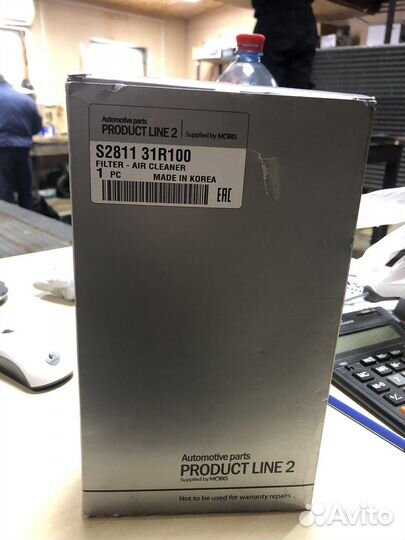 Automotive parts
PRODUCT LINE 2 Supplied by MOBIS
S2811 31R100
FILTER - AIR CLEANER
1 PC MADE IN KOREA
EAC
Automotive parts
PRODUCT LINE 2
Supplied by MOBIS
Not to be used for warranty repairs
Avito